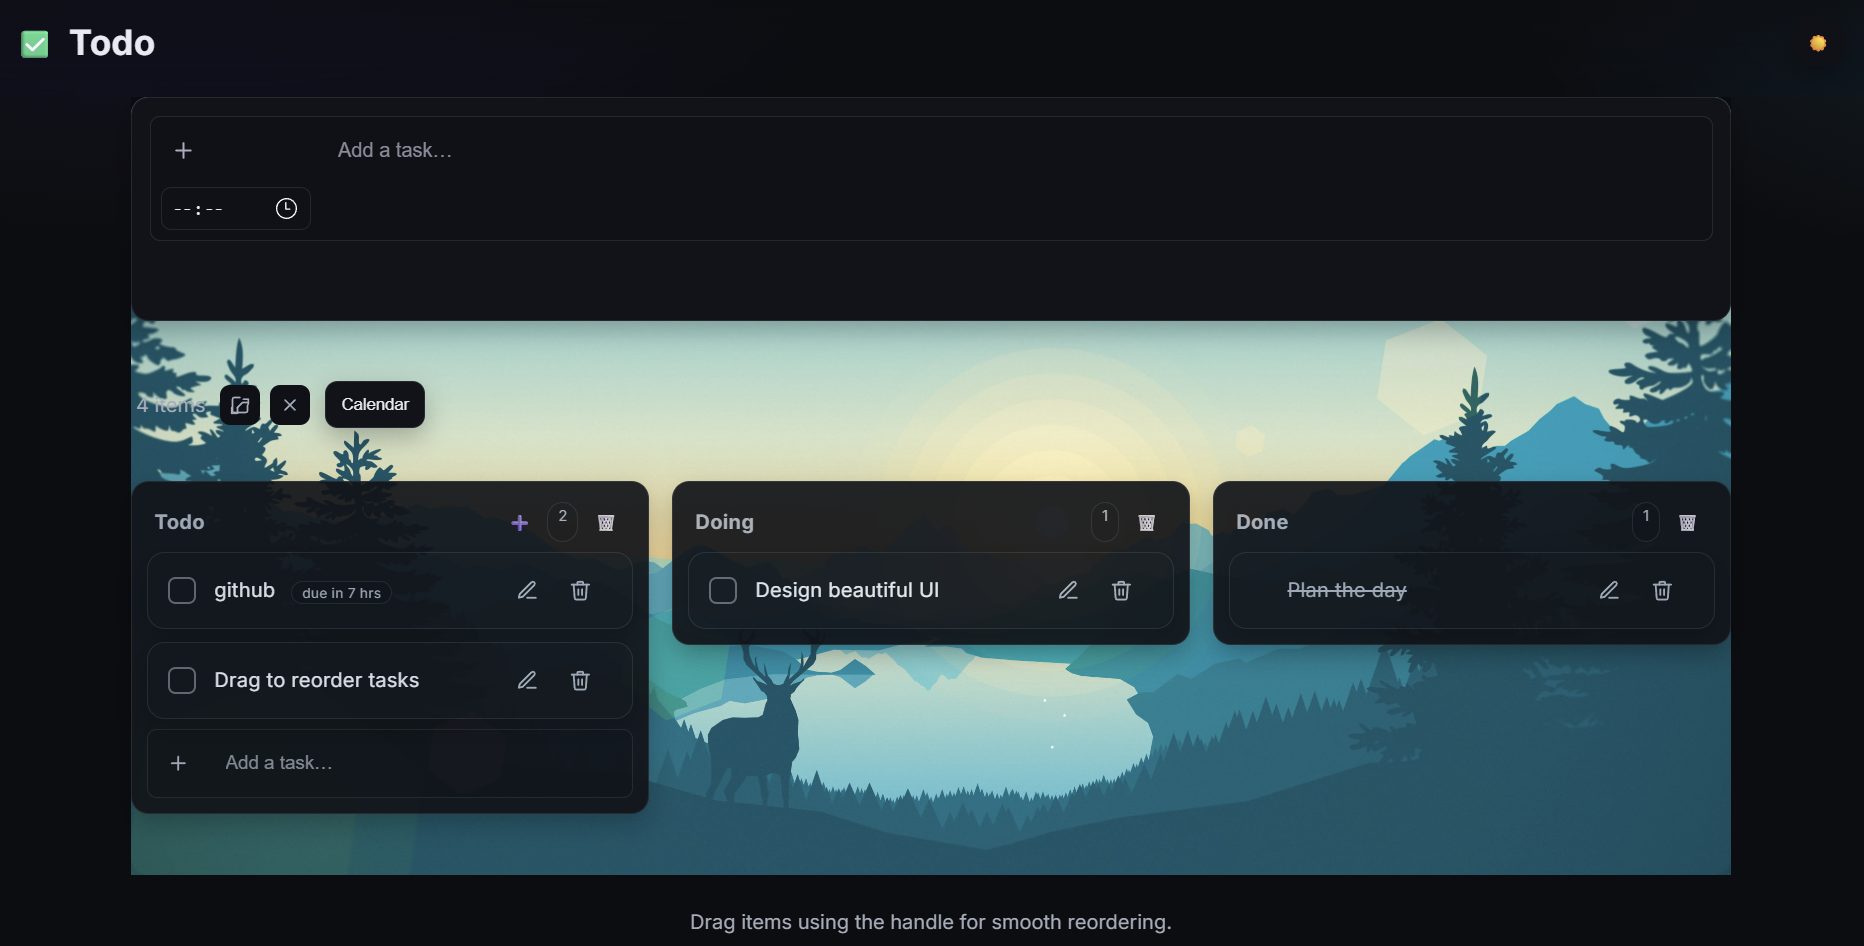 Todo
Add a task...
--:--
4 items
Calendar
Todo
2
github
due in 7 hrs
Drag to reorder tasks
Add a task...
Doing
1
Design beautiful UI
Done
1
Plan the day
Drag items using the handle for smooth reordering.